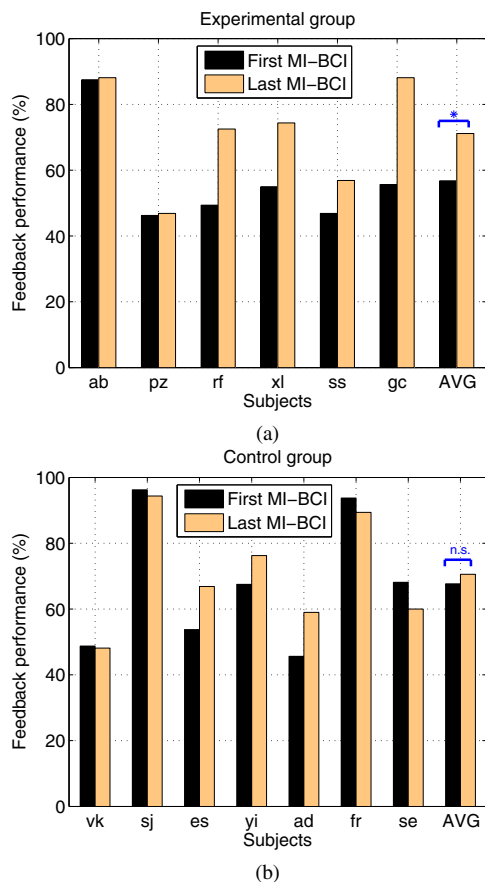 Experimental group
First MI-BCI
Last MI-BCI
Feedback performance (%)
100
80
60
40
20
0
*
ab pz rf xl ss gc AVG
Subjects
(a)
Control group
First MI-BCI
Last MI-BCI
Feedback performance (%)
100
80
60
40
20
0
n.s.
vk sj es yi ad fr se AVG
Subjects
(b)